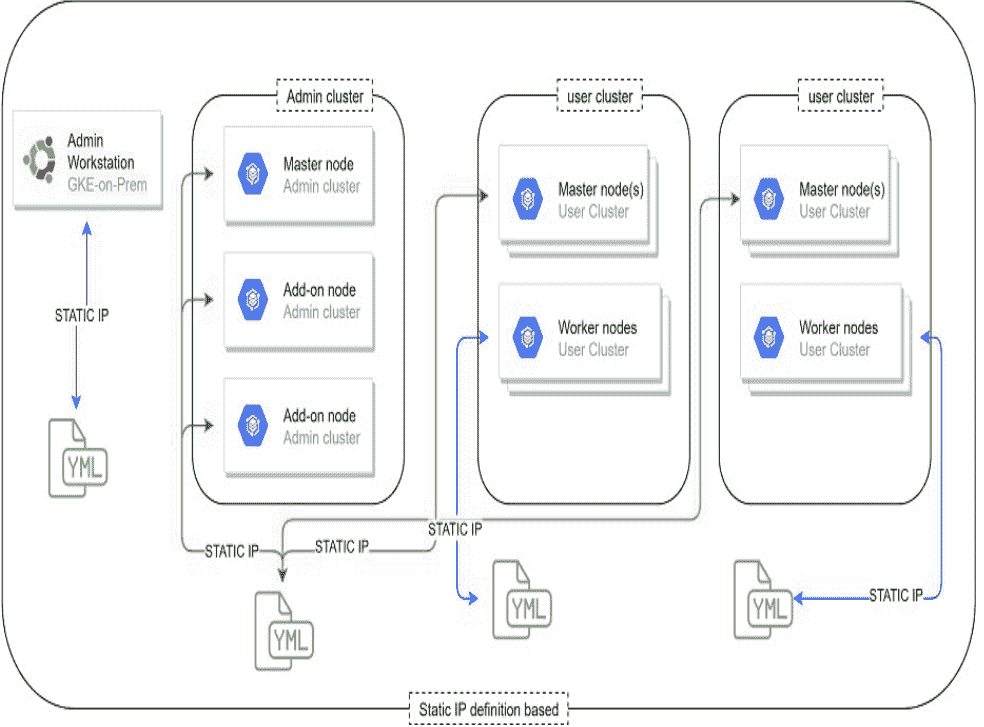 Admin
Workstation
GKE-on-Prem
STATIC IP
YML
Admin cluster
Master node
Admin cluster
Add-on node
Admin cluster
Add-on node
Admin cluster
user cluster
Master node(s)
User Cluster
Worker nodes
User Cluster
user cluster
Master node(s)
User Cluster
Worker nodes
User Cluster
STATIC IP
STATIC IP
STATIC IP
YML
YML
YML
STATIC IP
Static IP definition based